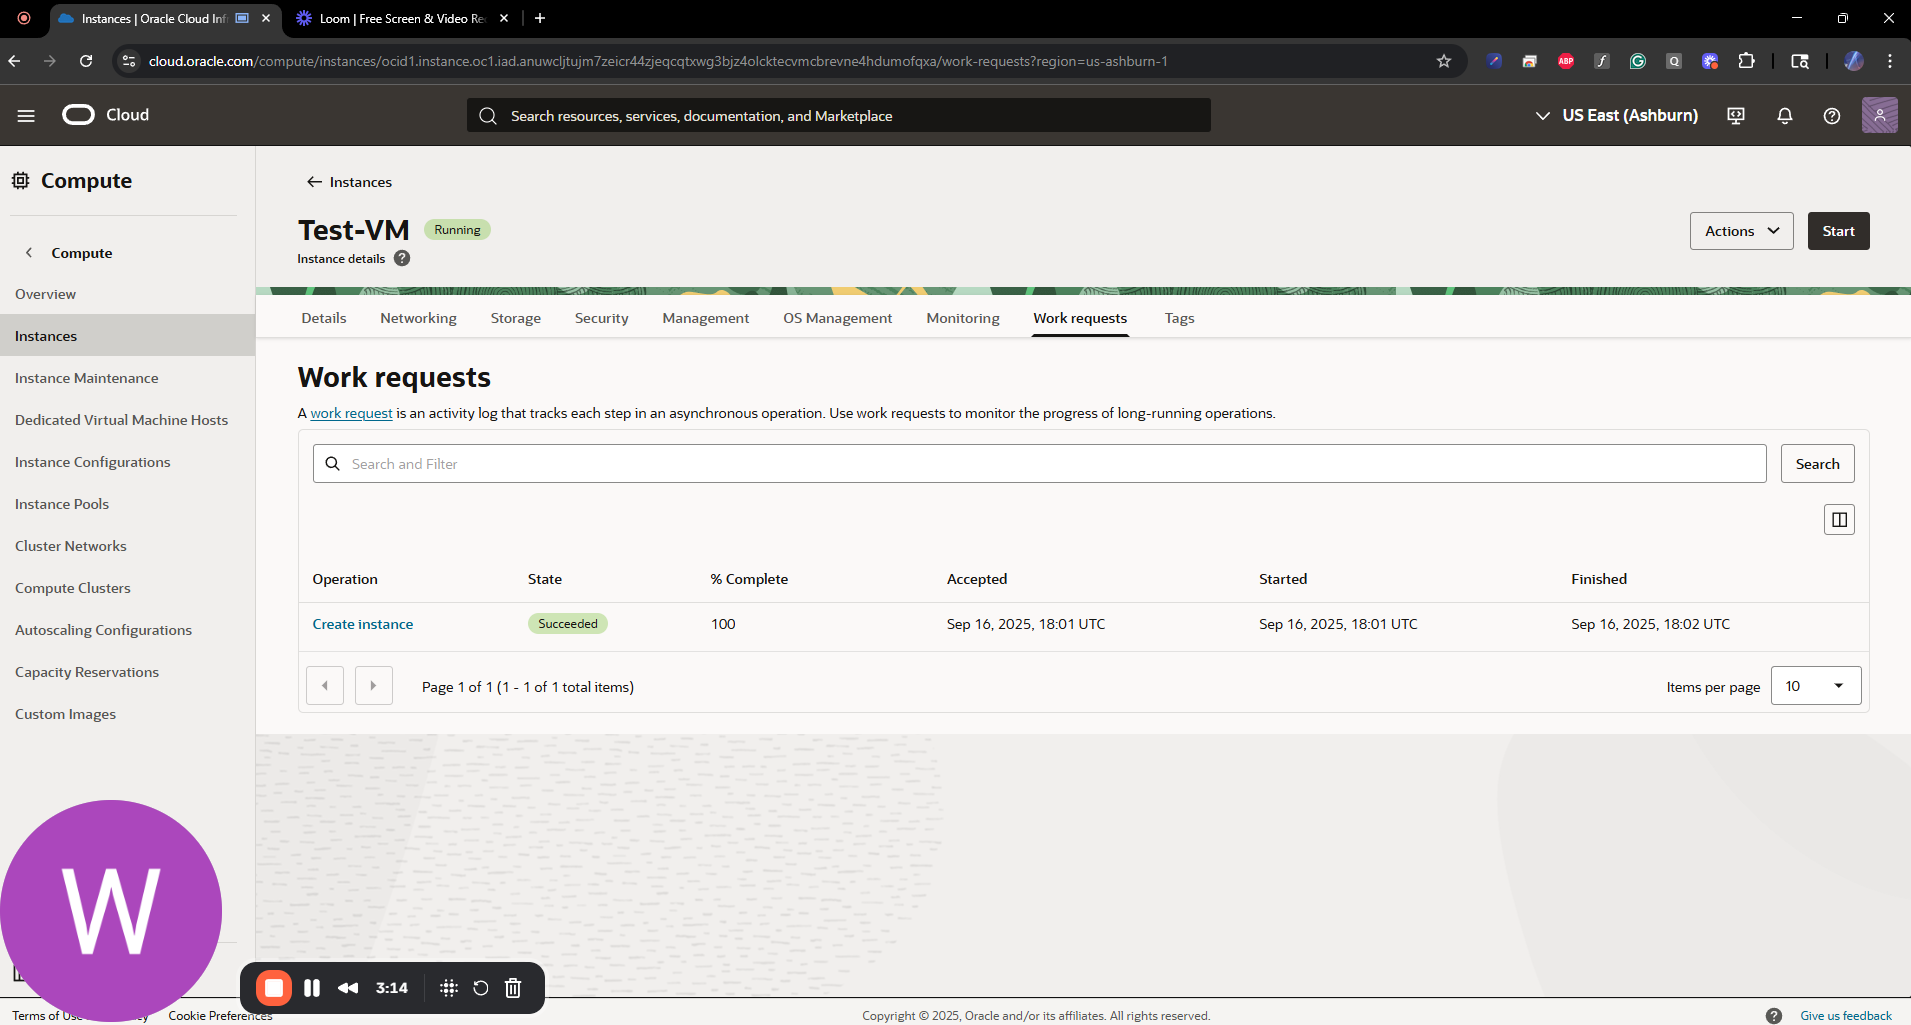 Instances | Oracle Cloud Inf
Loom | Free Screen & Video Re
cloud.oracle.com/compute/instances/ocid1.instance.oc1.iad.anuwcljtujm7zeicr44zjeqcqtxwg3bjz4olcktecvmcbrevne4hdumofqxa/work-requests?region=us-ashburn-1
ABP
Q
Cloud
Search resources, services, documentation, and Marketplace
US East (Ashburn)
Compute
Compute
Overview
Instances
Instance Maintenance
Dedicated Virtual Machine Hosts
Instance Configurations
Instance Pools
Cluster Networks
Compute Clusters
Autoscaling Configurations
Capacity Reservations
Custom Images
Instances
Test-VM Running
Instance details ?
Actions Start
Details Networking Storage Security Management OS Management Monitoring Work requests Tags
Work requests
A work request is an activity log that tracks each step in an asynchronous operation. Use work requests to monitor the progress of long-running operations.
Search and Filter Search
Operation State % Complete Accepted Started Finished
Create instance Succeeded 100 Sep 16, 2025, 18:01 UTC Sep 16, 2025, 18:01 UTC Sep 16, 2025, 18:02 UTC
Page 1 of 1 (1 - 1 of 1 total items) Items per page 10
W
3:14
Terms of Us Cookie Preferences
Copyright © 2025, Oracle and/or its affiliates. All rights reserved.
? Give us feedback